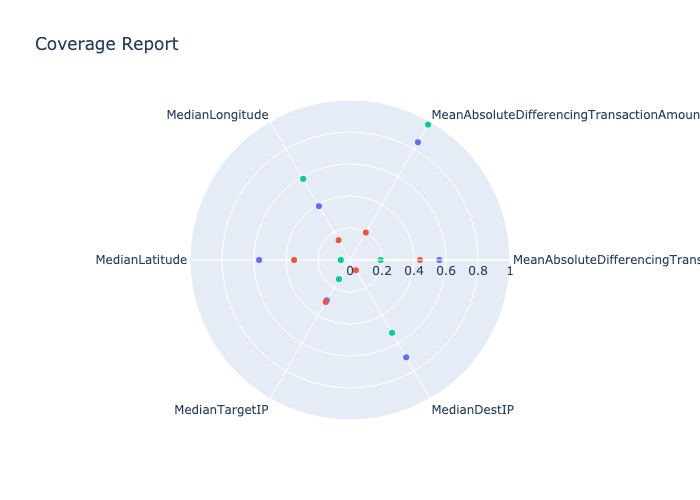 Coverage Report
MedianLongitude
MeanAbsoluteDifferencingTransactionAmoun
MedianLatitude
MeanAbsoluteDifferencingTrans
0 0.2 0.4 0.6 0.8 1
MedianTargetIP
MedianDestIP